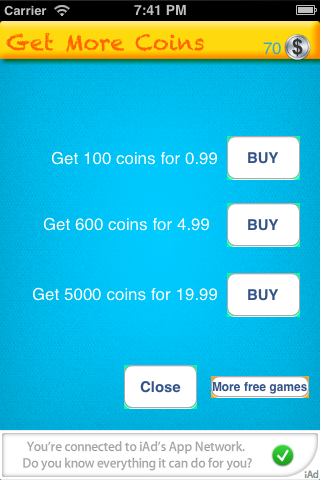 Carrier 7:41 PM
Get More Coins 70 $
Get 100 coins for 0.99 BUY
Get 600 coins for 4.99 BUY
Get 5000 coins for 19.99 BUY
Close More free games
You're connected to iAd's App Network.
Do you know everything it can do for you?
iAd